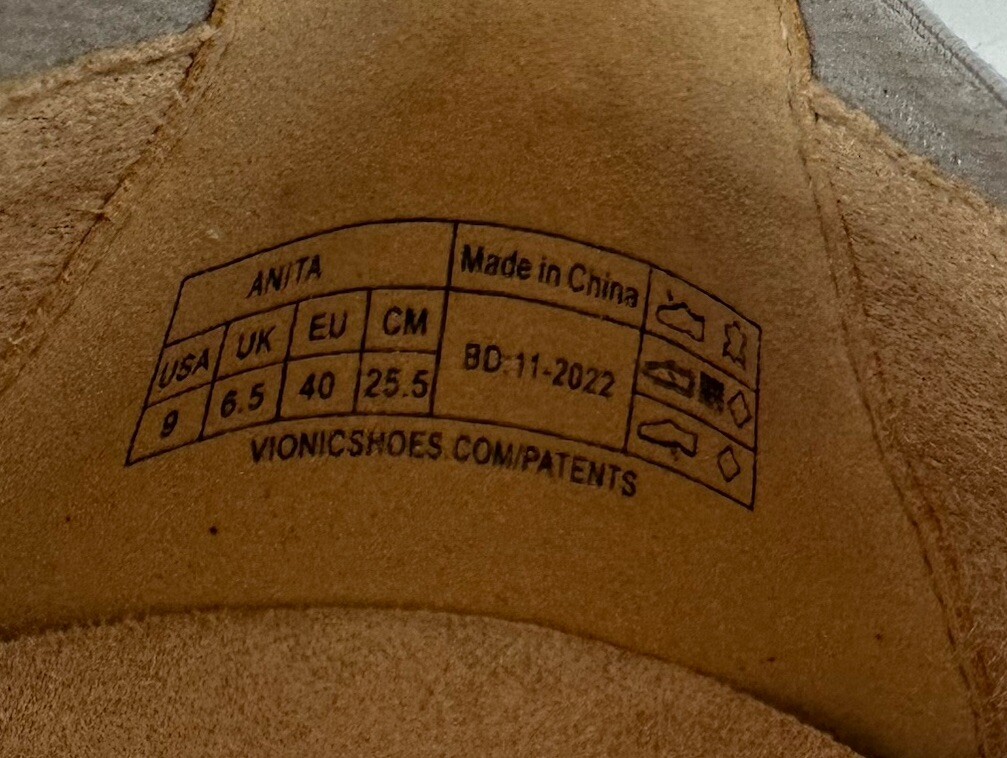 ANITA
Made in China
USA UK EU CM
9 6.5 40 25.5
BD:11-2022
VIONICSHOES.COM/PATENTS